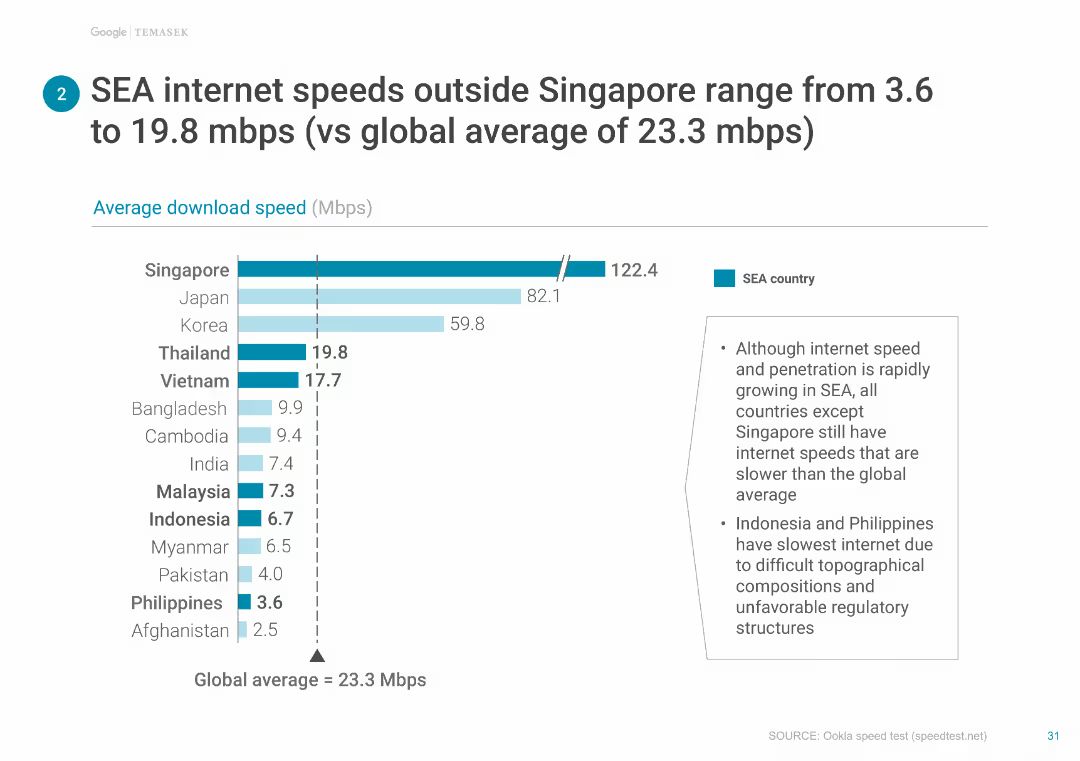 Google | TEMASEK
2
SEA internet speeds outside Singapore range from 3.6
to 19.8 mbps (vs global average of 23.3 mbps)
Average download speed (Mbps)
Singapore 122.4
Japan 82.1
Korea 59.8
Thailand 19.8
Vietnam 17.7
Bangladesh 9.9
Cambodia 9.4
India 7.4
Malaysia 7.3
Indonesia 6.7
Myanmar 6.5
Pakistan 4.0
Philippines 3.6
Afghanistan 2.5
Global average = 23.3 Mbps
SEA country
• Although internet speed
and penetration is rapidly
growing in SEA, all
countries except
Singapore still have
internet speeds that are
slower than the global
average
• Indonesia and Philippines
have slowest internet due
to difficult topographical
compositions and
unfavorable regulatory
structures
SOURCE: Ookla speed test (speedtest.net)
31